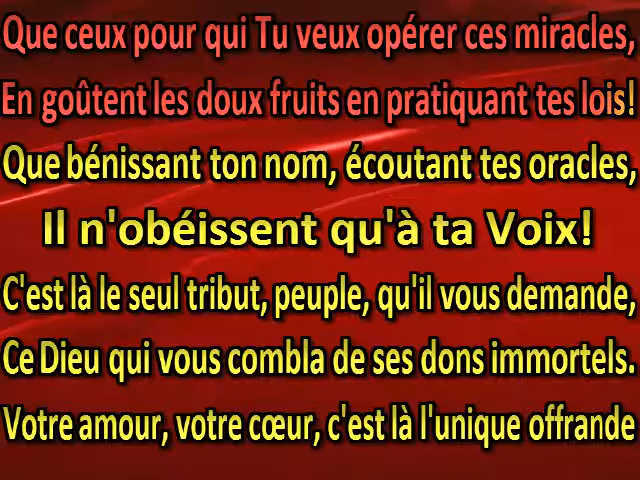 Que ceux pour qui Tu veux opérer ces miracles,
En goûtent les doux fruits en pratiquant tes lois!
Que bénissant ton nom, écoutant tes oracles,
Il n'obéissent qu'à ta Voix!
C'est là le seul tribut, peuple, qu'il vous demande,
Ce Dieu qui vous combla de ses dons immortels.
Votre amour, votre cœur, c'est là l'unique offrande